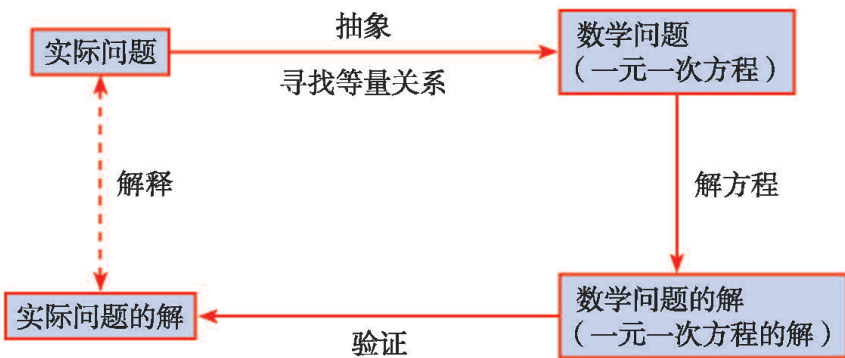 实际问题
抽象
寻找等量关系
数学问题
（一元一次方程）
解释
解方程
实际问题的解
验证
数学问题的解
（一元一次方程的解）